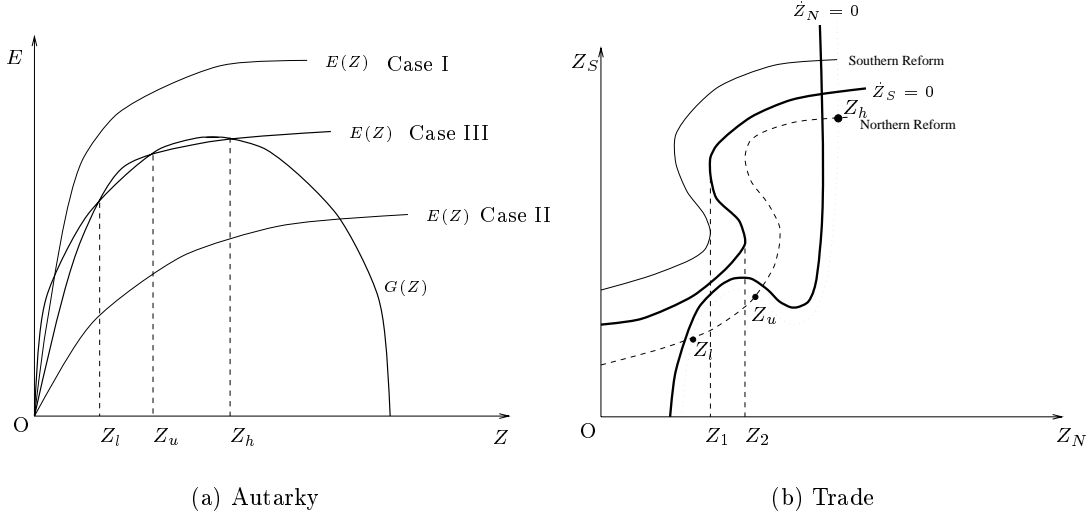 E
E(Z) Case I
E(Z) Case III
E(Z) Case II
G(Z)
O
Z_l
Z_u
Z_h
Z
(a) Autarky
Ż_N = 0
Z_S
Southern Reform
Ż_S = 0
Z_h
Northern Reform
Z_u
Z_l
O
Z_1
Z_2
Z_N
(b) Trade